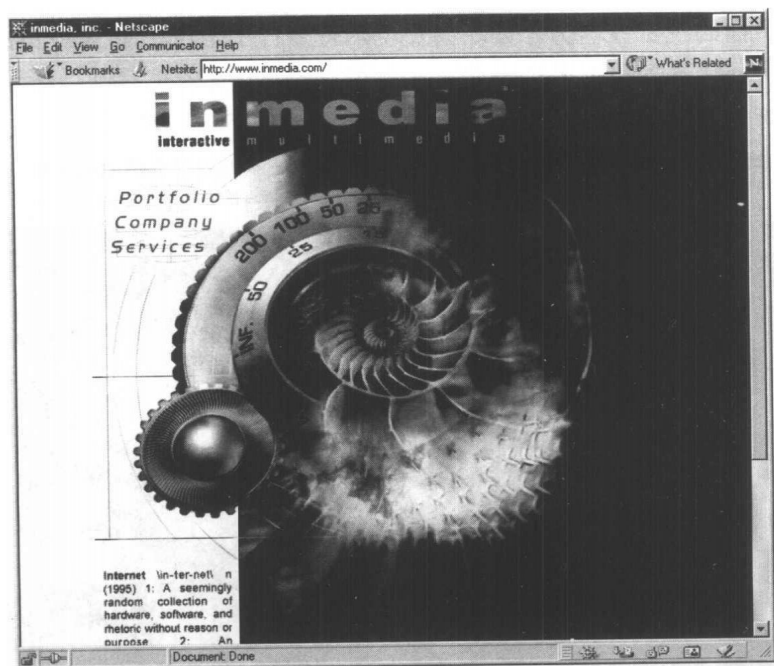 inmedia, inc. - Netscape
File Edit View Go Communicator Help
Bookmarks Netsite: http://www.inmedia.com/ What's Related N
inmedia
interactive multimedia
Portfolio
Company
Services
200 100 50 25
INF. 50 25
Internet \in-ter-net\ n
(1995) 1: A seemingly
random collection of
hardware, software, and
rhetoric without reason or
purpose 2: An
Document: Done